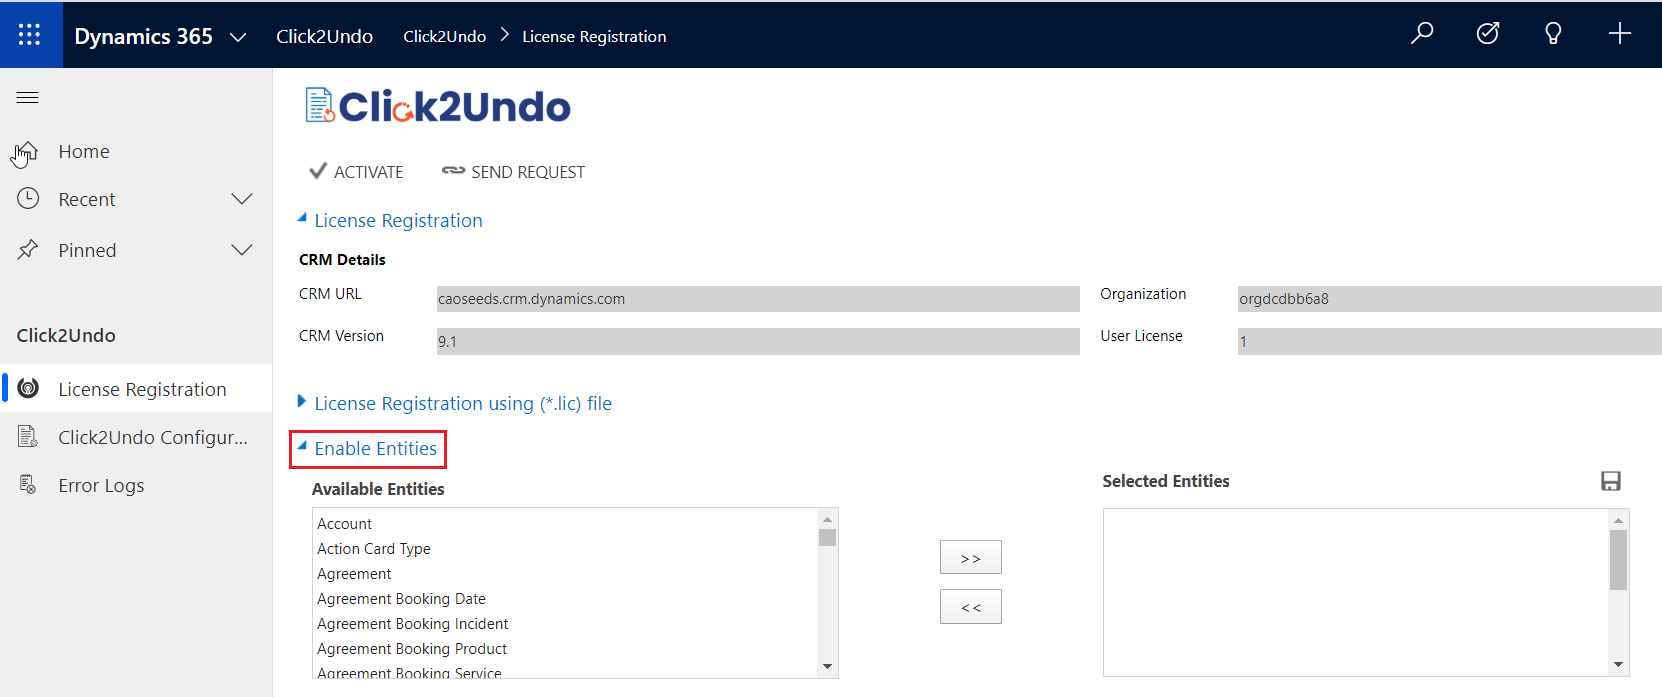 Dynamics 365
Click2Undo
Click2Undo > License Registration
Home
Recent
Pinned
Click2Undo
License Registration
Click2Undo Configur...
Error Logs
Click2Undo
ACTIVATE
SEND REQUEST
License Registration
CRM Details
CRM URL
caoseeds.crm.dynamics.com
Organization
orgdcdbb6a8
CRM Version
9.1
User License
1
License Registration using (*.lic) file
Enable Entities
Available Entities
Account
Action Card Type
Agreement
Agreement Booking Date
Agreement Booking Incident
Agreement Booking Product
Agreement Booking Service
>>
<<
Selected Entities